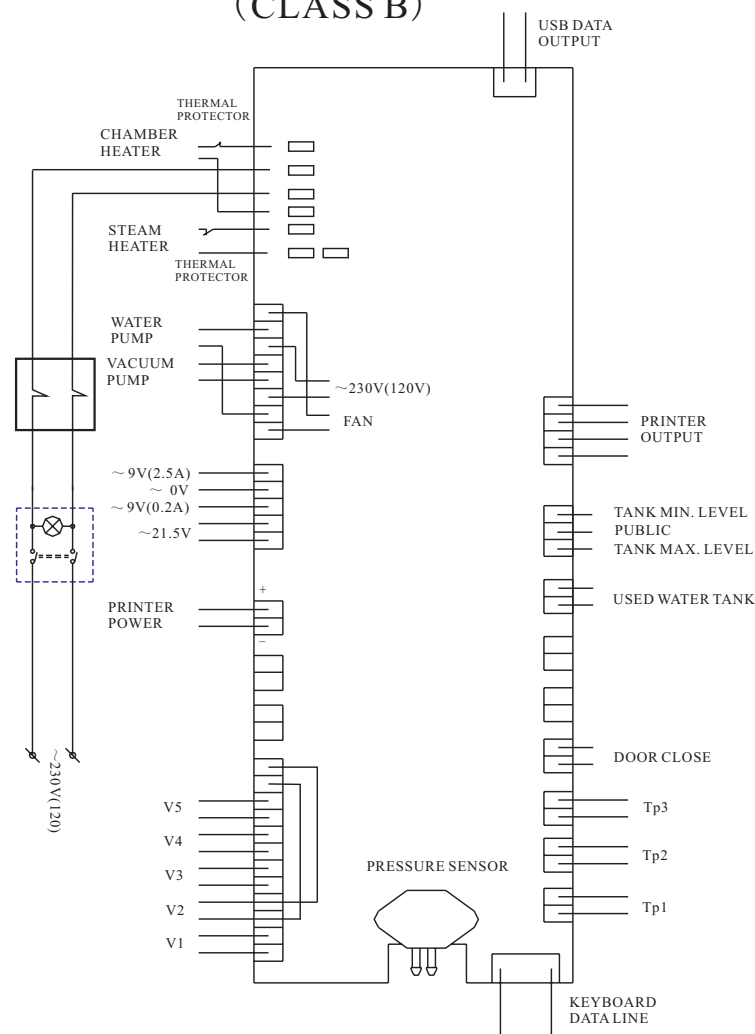 (CLASS B)
USB DATA
OUTPUT
THERMAL
PROTECTOR
CHAMBER
HEATER
STEAM
HEATER
THERMAL
PROTECTOR
WATER
PUMP
VACUUM
PUMP
~230V(120V)
FAN
PRINTER
OUTPUT
~ 9V(2.5A)
~ 0V
~ 9V(0.2A)
~21.5V
TANK MIN. LEVEL
PUBLIC
TANK MAX. LEVEL
+
PRINTER
POWER
−
USED WATER TANK
DOOR CLOSE
~230V(120)
V5
V4
V3
V2
V1
Tp3
Tp2
Tp1
PRESSURE SENSOR
KEYBOARD
DATA LINE